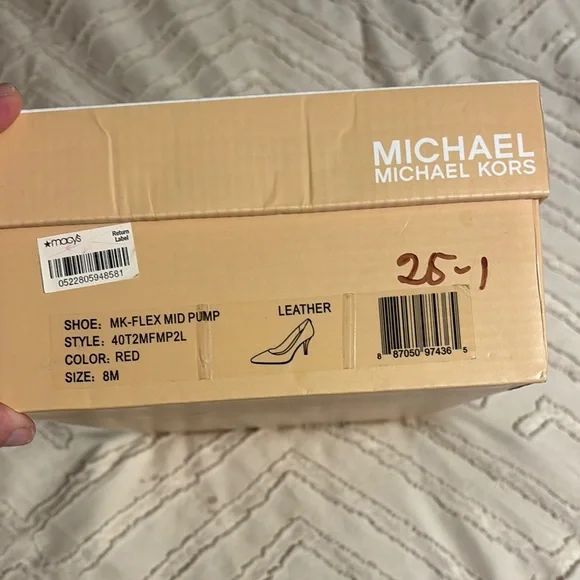 MICHAEL
MICHAEL KORS
★macy's
Return
Label
0522805948581
25-1
SHOE: MK-FLEX MID PUMP
STYLE: 40T2MFMP2L
COLOR: RED
SIZE: 8M
LEATHER
8 87050 97436 5